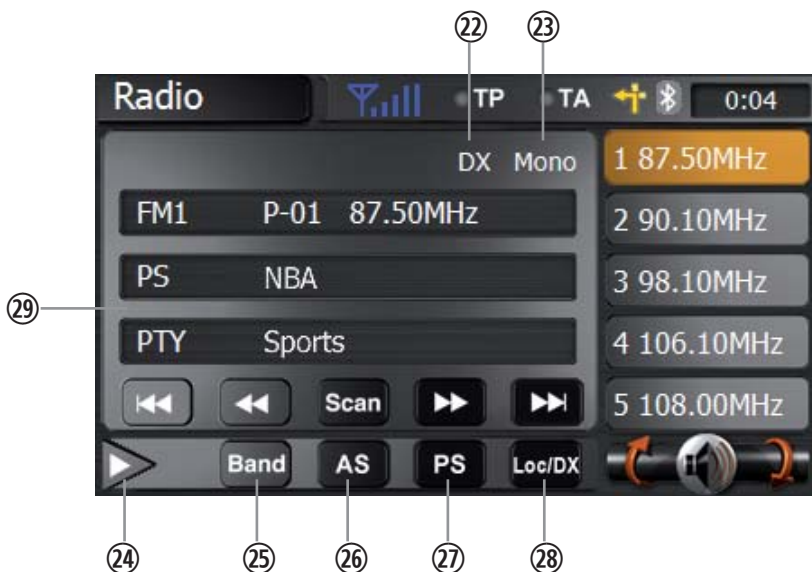 ㉒ ㉓
Radio TP TA 0:04
DX Mono
1 87.50MHz
FM1 P-01 87.50MHz
2 90.10MHz
PS NBA
3 98.10MHz
㉙
PTY Sports
4 106.10MHz
Scan
5 108.00MHz
Band AS PS Loc/DX
㉔ ㉕ ㉖ ㉗ ㉘